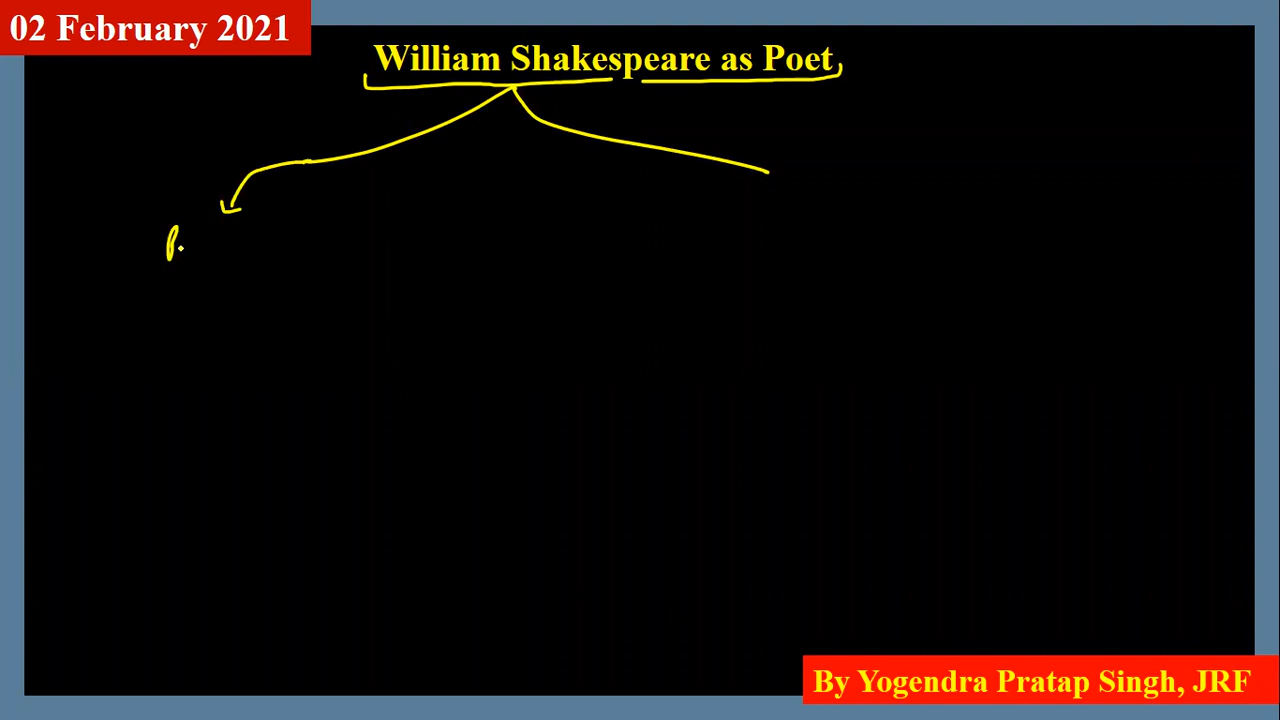 02 February 2021
William Shakespeare as Poet
By Yogendra Pratap Singh, JRF